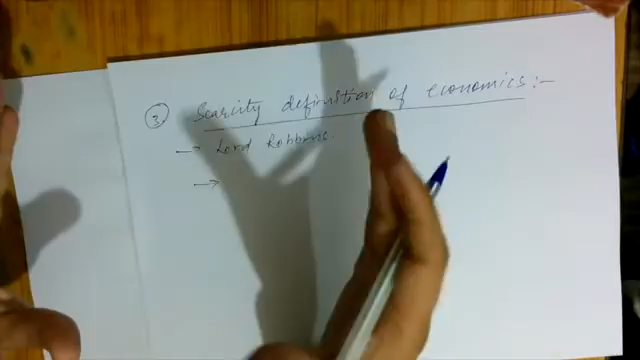 ③ Scarcity definition of economics :-
→ Lord Robbins.
→